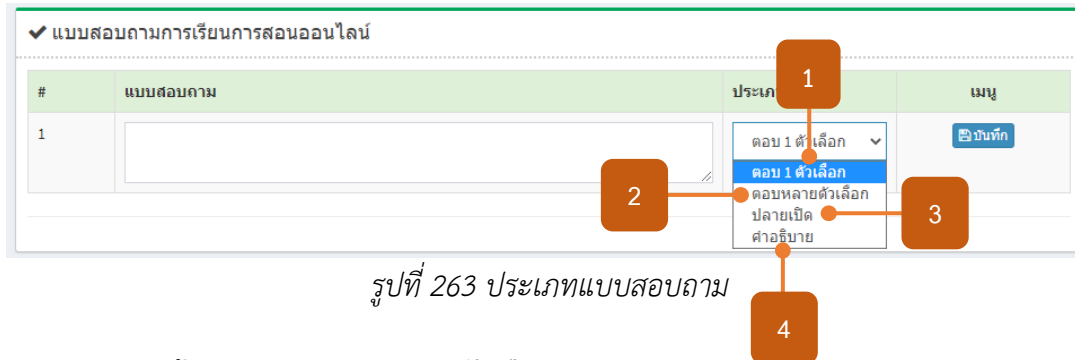 แบบสอบถามการเรียนการสอนออนไลน์
1
# แบบสอบถาม เมนู
1 ตอบ 1 ตัวเลือก บันทึก
ตอบ 1 ตัวเลือก
2 ตอบหลายตัวเลือก
ปลายเปิด 3
คำอธิบาย
รูปที่ 263 ประเภทแบบสอบถาม
4